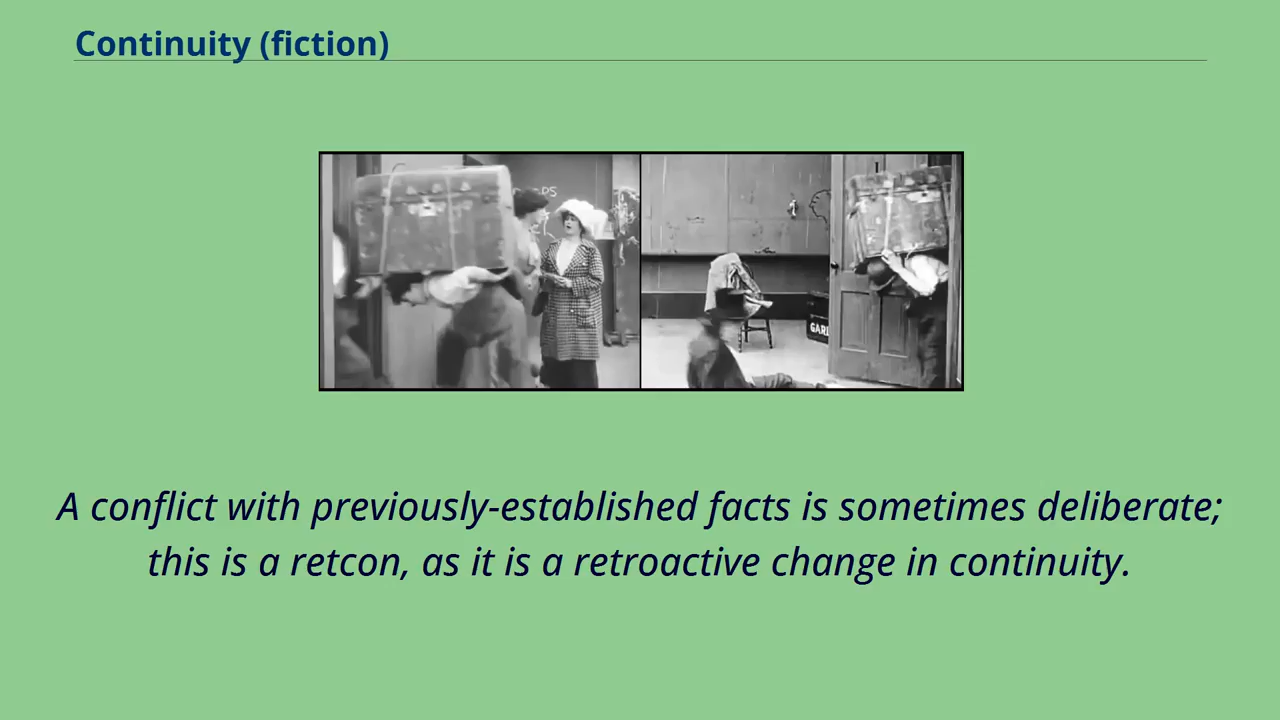 Continuity (fiction)
GARL
A conflict with previously-established facts is sometimes deliberate;
this is a retcon, as it is a retroactive change in continuity.